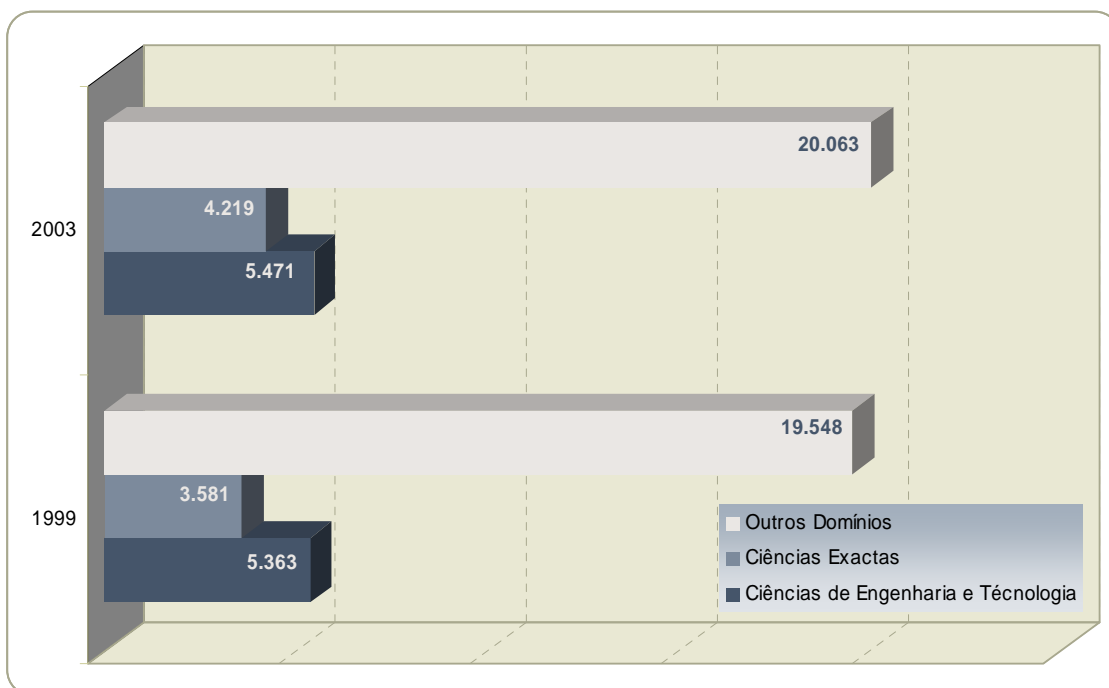 20.063
4.219
2003
5.471
19.548
3.581
1999
5.363
Outros Domínios
Ciências Exactas
Ciências de Engenharia e Técnologia